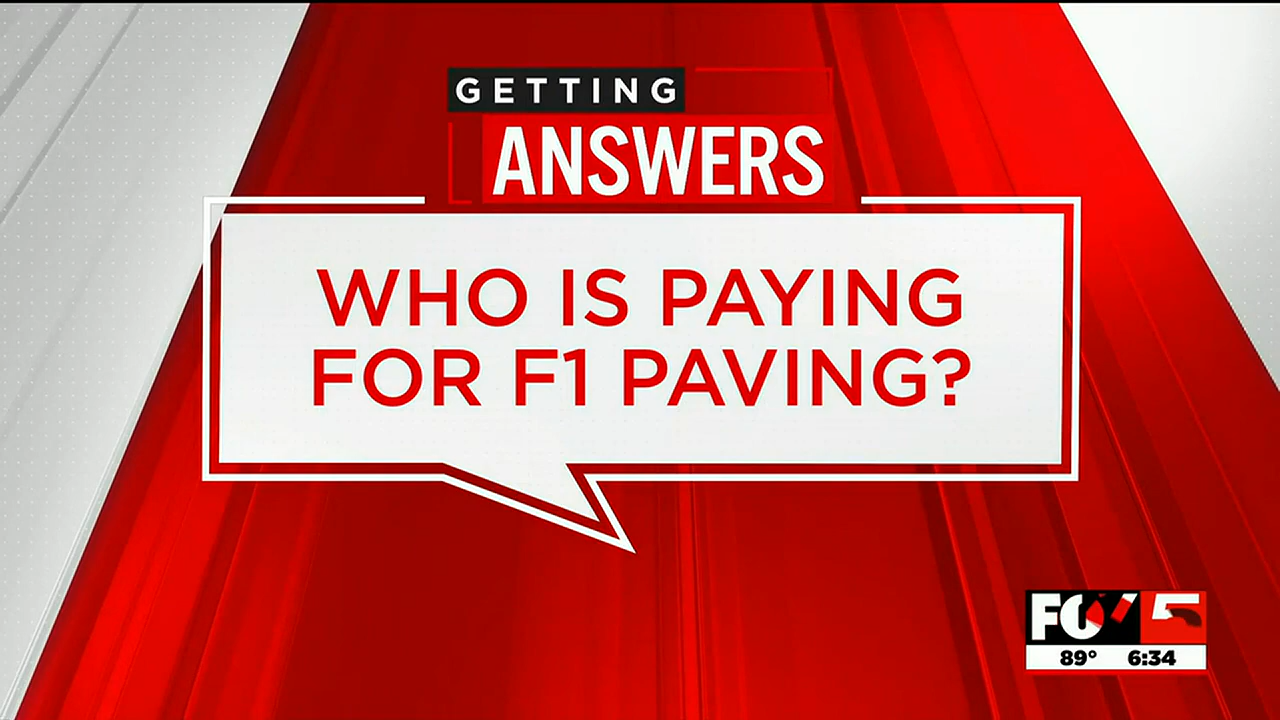 GETTING
ANSWERS
WHO IS PAYING
FOR F1 PAVING?
FOX 5
89° 6:34